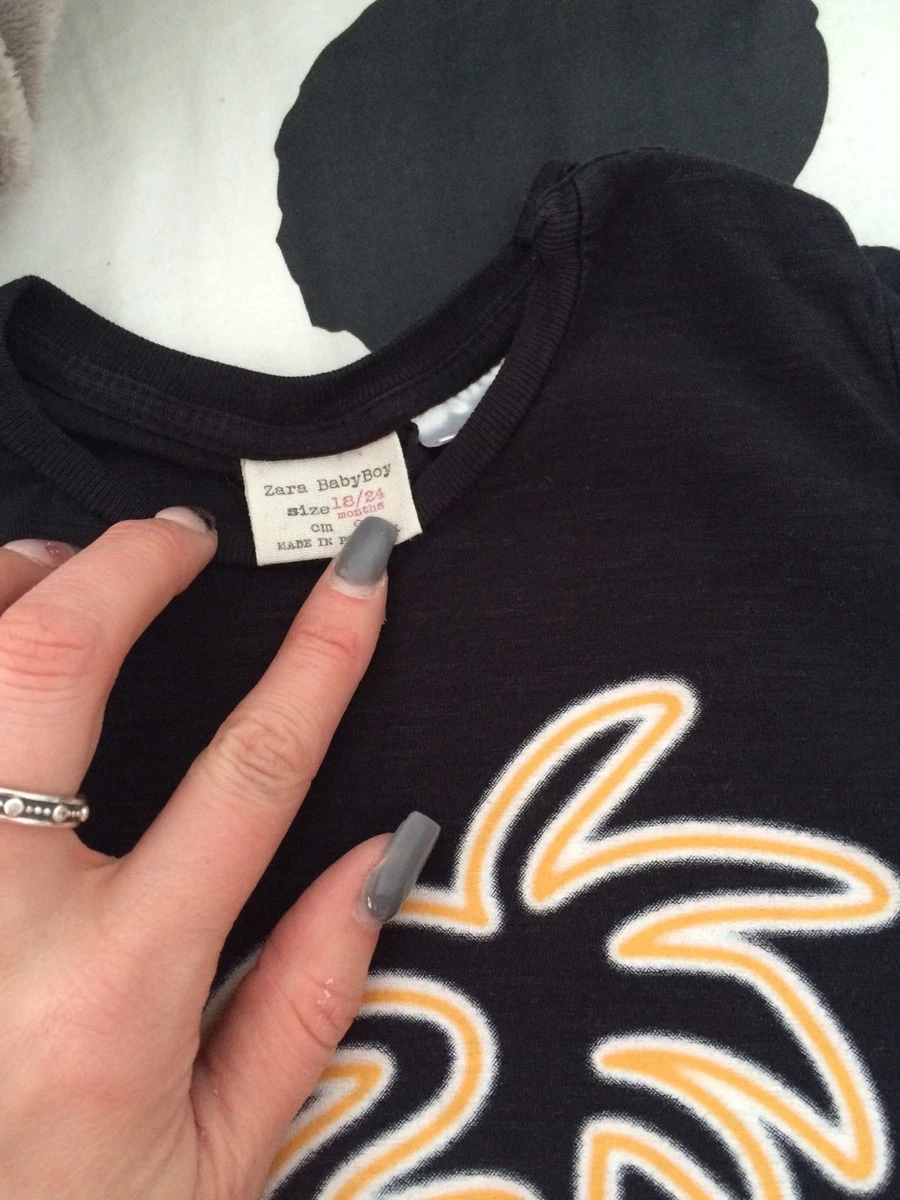 Zara BabyBoy
size 18/24
months
cm
MADE IN